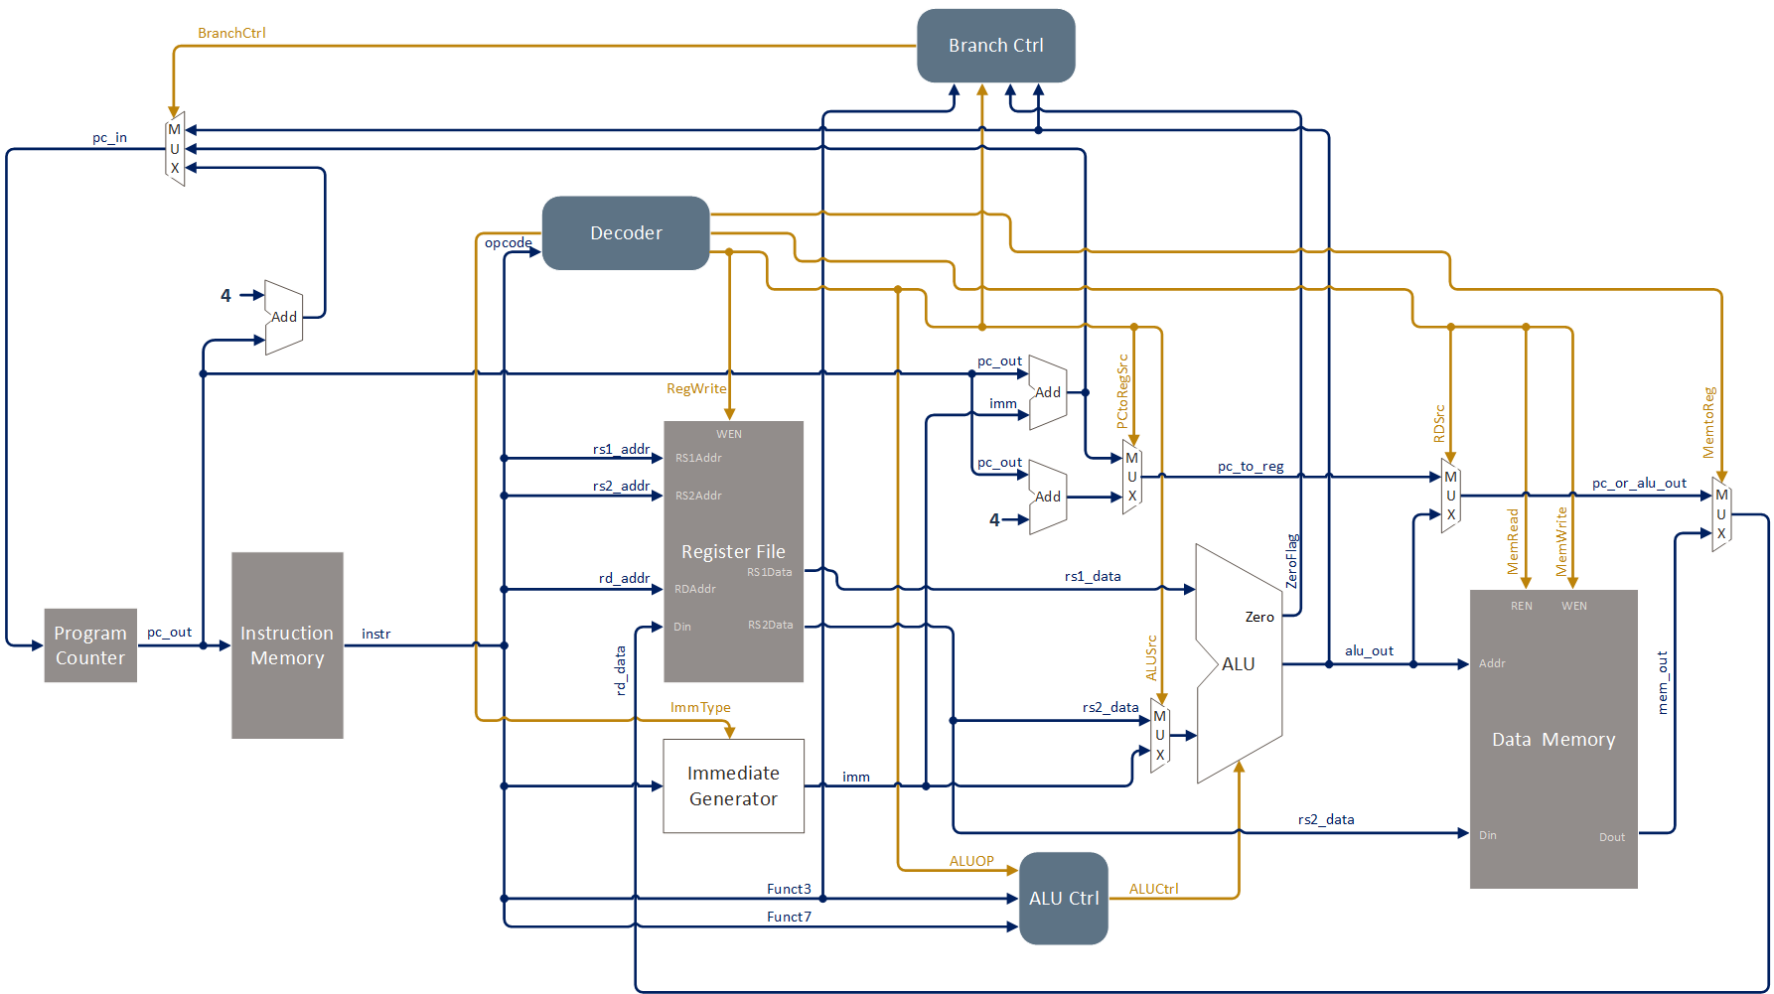 BranchCtrl
Branch Ctrl
pc_in
M
U
X
Decoder
opcode
4
Add
pc_out
Add
imm
PCtoRegSrc
RegWrite
WEN
RS1Addr
RS2Addr
Register File
RS1Data
RDAddr
Din
RS2Data
rs1_addr
rs2_addr
rd_addr
rd_data
pc_out
Add
4
M
U
X
pc_to_reg
RDSrc
M
U
X
pc_or_alu_out
MemtoReg
M
U
X
MemRead
MemWrite
Program
Counter
pc_out
Instruction
Memory
instr
rs1_data
ZeroFlag
Zero
ALU
alu_out
ALUSrc
rs2_data
M
U
X
REN
WEN
Addr
Data Memory
Din
Dout
mem_out
ImmType
Immediate
Generator
imm
rs2_data
ALUOP
ALU Ctrl
ALUCtrl
Funct3
Funct7